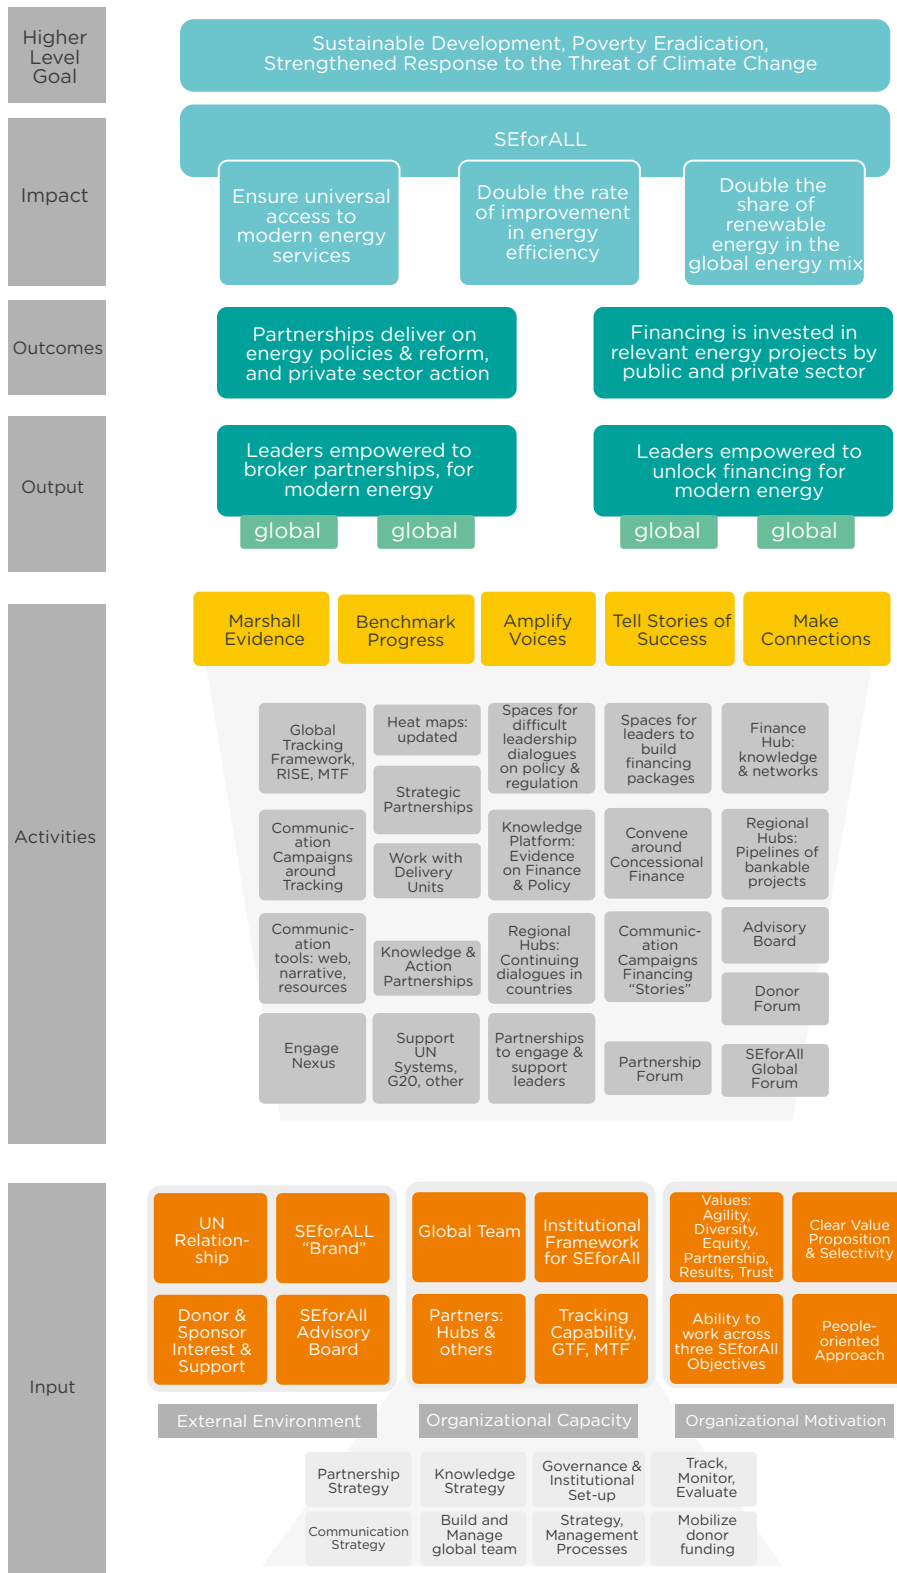 Higher
Level
Goal
Sustainable Development, Poverty Eradication,
Strengthened Response to the Threat of Climate Change
Impact
SEforALL
Ensure universal
access to
modern energy
services
Double the rate
of improvement
in energy
efficiency
Double the
share of
renewable
energy in the
global energy mix
Outcomes
Partnerships deliver on
energy policies & reform,
and private sector action
Financing is invested in
relevant energy projects by
public and private sector
Output
Leaders empowered to
broker partnerships, for
modern energy
global
global
Leaders empowered to
unlock financing for
modern energy
global
global
Activities
Marshall
Evidence
Benchmark
Progress
Amplify
Voices
Tell Stories of
Success
Make
Connections
Global
Tracking
Framework,
RISE, MTF
Communic-
ation
Campaigns
around
Tracking
Communic-
ation
tools: web,
narrative,
resources
Engage
Nexus
Heat maps:
updated
Strategic
Partnerships
Work with
Delivery
Units
Knowledge &
Action
Partnerships
Support
UN
Systems,
G20, other
Spaces for
difficult
leadership
dialogues
on policy &
regulation
Knowledge
Platform:
Evidence
on Finance
& Policy
Regional
Hubs:
Continuing
dialogues in
countries
Partnerships
to engage &
support
leaders
Spaces for
leaders to
build
financing
packages
Convene
around
Concessional
Finance
Communic-
ation
Campaigns
Financing
“Stories”
Partnership
Forum
Finance
Hub:
knowledge
& networks
Regional
Hubs:
Pipelines of
bankable
projects
Advisory
Board
Donor
Forum
SEforAll
Global
Forum
Input
UN
Relation-
ship
SEforALL
“Brand”
Donor &
Sponsor
Interest &
Support
SEforAll
Advisory
Board
External Environment
Global Team
Institutional
Framework
for SEforAll
Partners:
Hubs &
others
Tracking
Capability,
GTF, MTF
Organizational Capacity
Values:
Agility,
Diversity,
Equity,
Partnership,
Results, Trust
Clear Value
Proposition
& Selectivity
Ability to
work across
three SEforAll
Objectives
People-
oriented
Approach
Organizational Motivation
Partnership
Strategy
Knowledge
Strategy
Governance &
Institutional
Set-up
Track,
Monitor,
Evaluate
Communication
Strategy
Build and
Manage
global team
Strategy,
Management
Processes
Mobilize
donor
funding